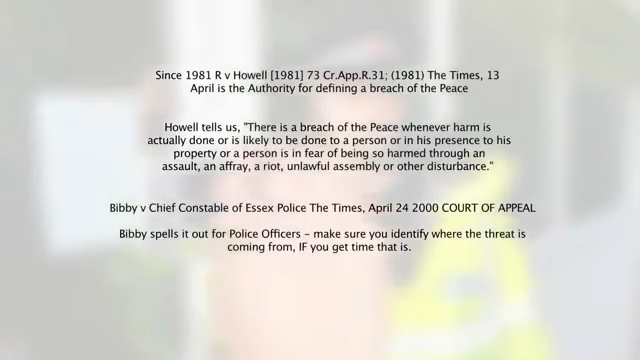 Since 1981 R v Howell [1981] 73 Cr.App.R.31; (1981) The Times, 13
April is the Authority for defining a breach of the Peace
Howell tells us, "There is a breach of the Peace whenever harm is
actually done or is likely to be done to a person or in his presence to his
property or a person is in fear of being so harmed through an
assault, an affray, a riot, unlawful assembly or other disturbance."
Bibby v Chief Constable of Essex Police The Times, April 24 2000 COURT OF APPEAL
Bibby spells it out for Police Officers - make sure you identify where the threat is
coming from, IF you get time that is.